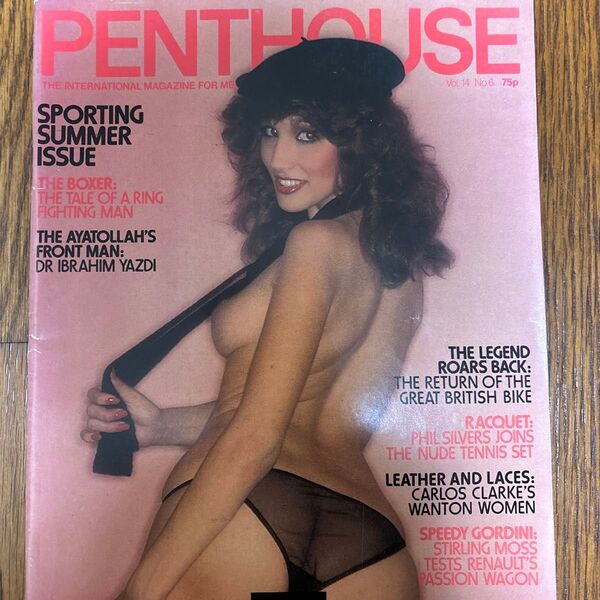 PENTHOUSE
THE INTERNATIONAL MAGAZINE FOR ME
Vol.14 No6 75p
SPORTING
SUMMER
ISSUE
THE BOXER:
THE TALE OF A RING
FIGHTING MAN
THE AYATOLLAH'S
FRONT MAN:
DR IBRAHIM YAZDI
THE LEGEND
ROARS BACK:
THE RETURN OF THE
GREAT BRITISH BIKE
RACQUET:
PHIL SILVERS JOINS
THE NUDE TENNIS SET
LEATHER AND LACES:
CARLOS CLARKE'S
WANTON WOMEN
SPEEDY GORDINI:
STIRLING MOSS
TESTS RENAULT'S
PASSION WAGON